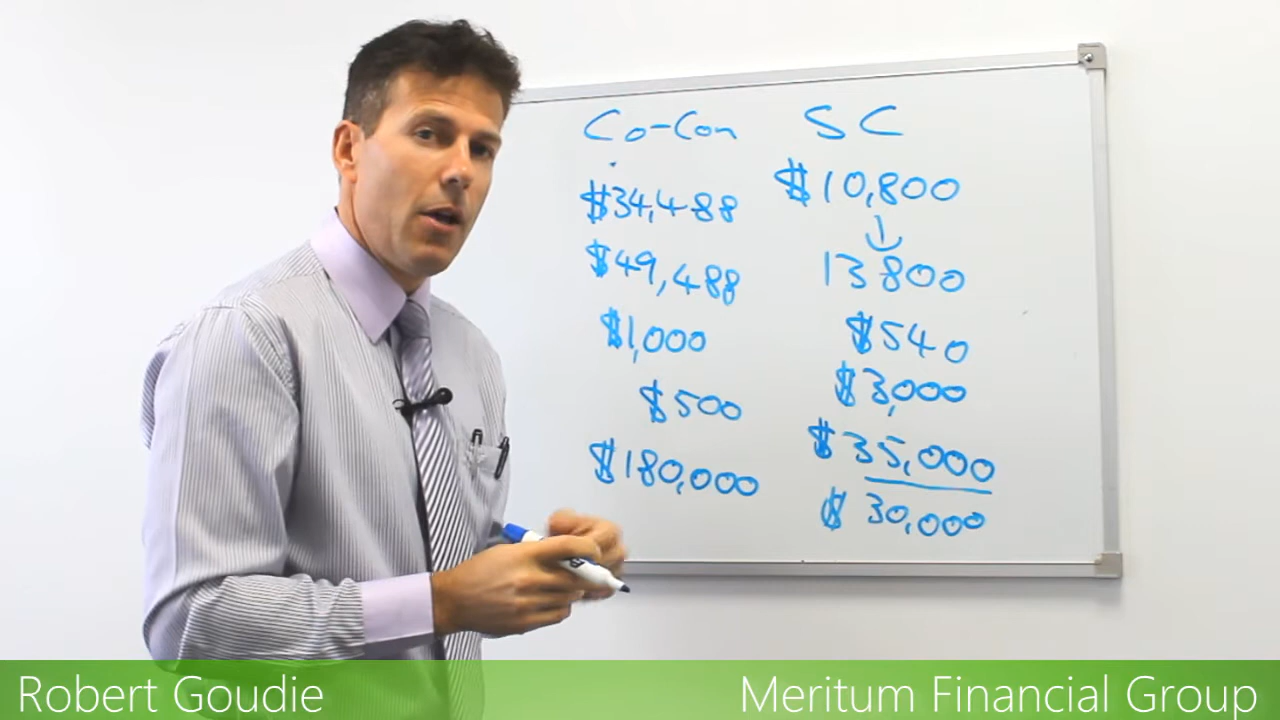 Co-Con
$34,488
$49,488
$1,000
$500
$180,000
SC
$10,800
13800
$540
$3,000
$35,000
$30,000
Robert Goudie
Meritum Financial Group